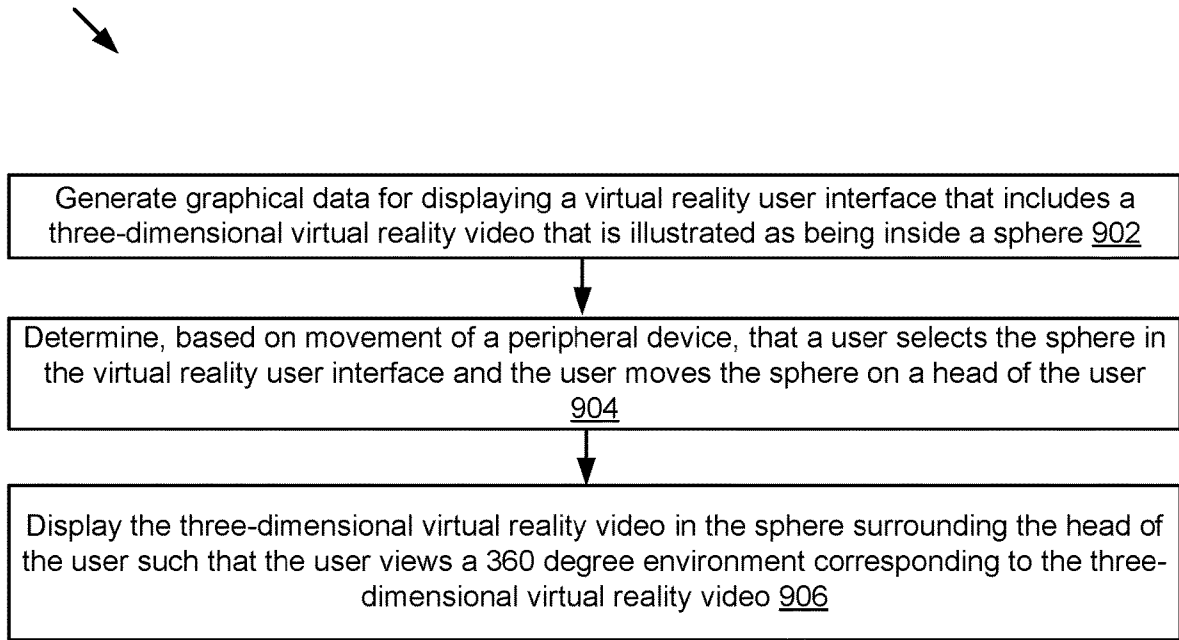 Generate graphical data for displaying a virtual reality user interface that includes a
three-dimensional virtual reality video that is illustrated as being inside a sphere 902
Determine, based on movement of a peripheral device, that a user selects the sphere in
the virtual reality user interface and the user moves the sphere on a head of the user
904
Display the three-dimensional virtual reality video in the sphere surrounding the head of
the user such that the user views a 360 degree environment corresponding to the three-
dimensional virtual reality video 906